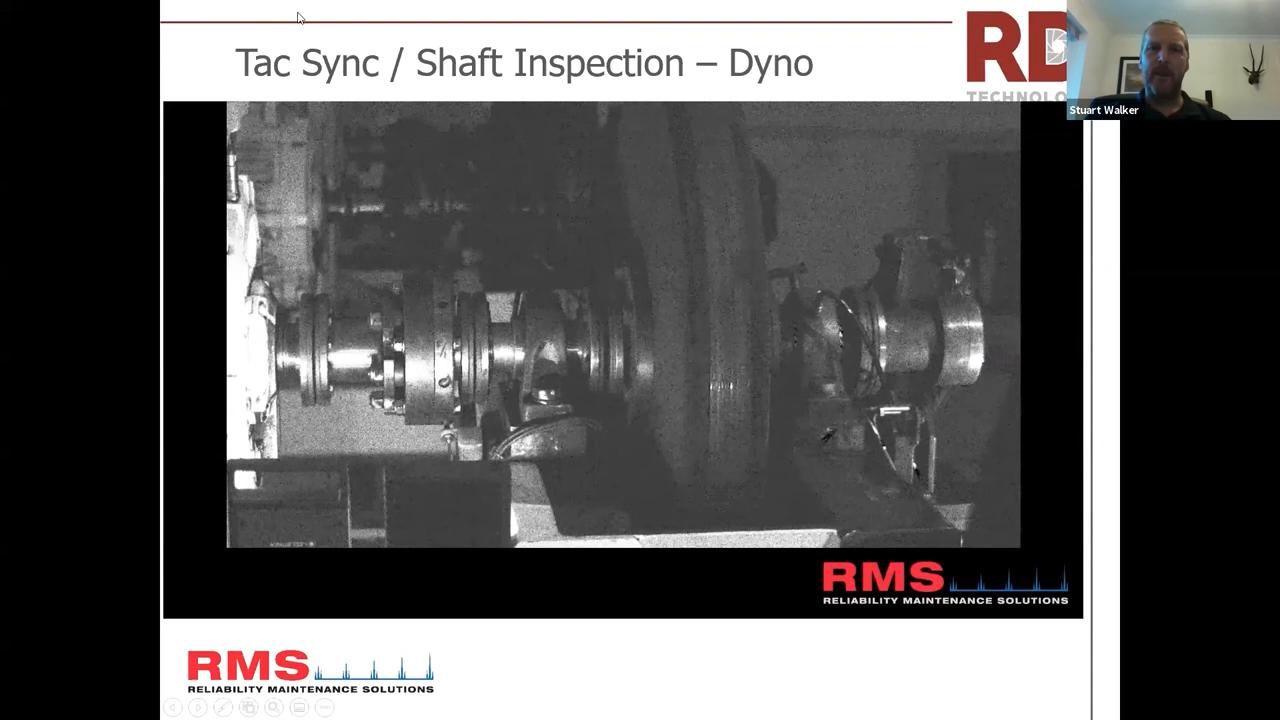 Tac Sync / Shaft Inspection – Dyno
RD
TECHNOLO
Stuart Walker
RMS
RELIABILITY MAINTENANCE SOLUTIONS
RMS
RELIABILITY MAINTENANCE SOLUTIONS